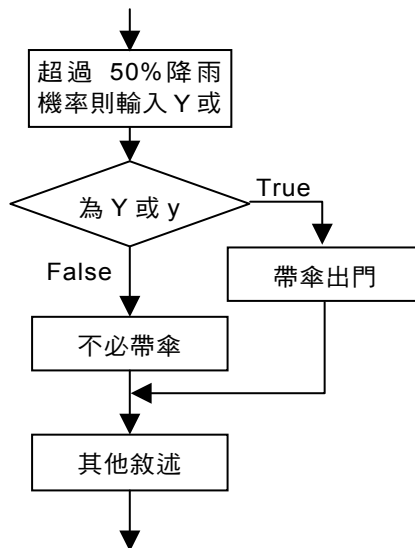 超過 50%降雨
機率則輸入 Y 或
為 Y 或 y
True
False
帶傘出門
不必帶傘
其他敘述